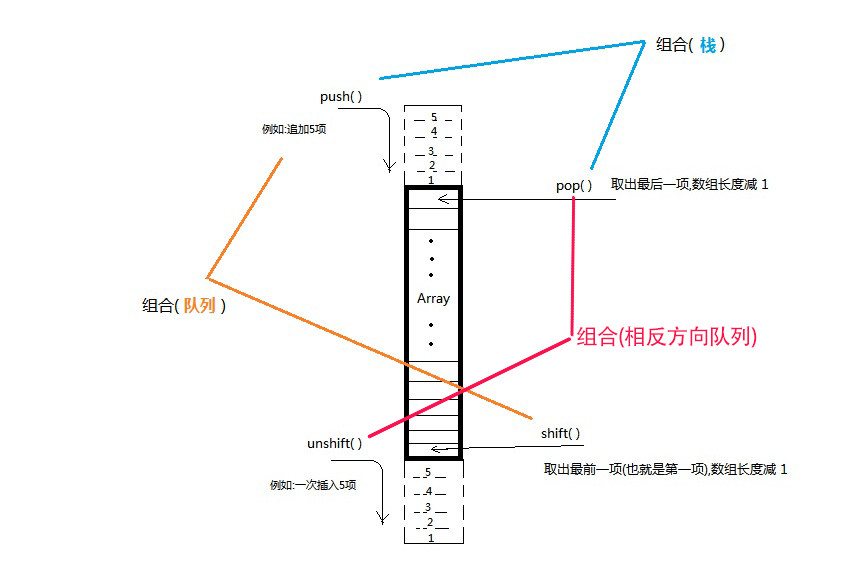 组合( 栈 )
push( )
例如:追加5项
5
4
3
2
1
pop( )
取出最后一项,数组长度减 1
Array
组合( 队列 )
组合(相反方向队列)
unshift( )
shift( )
例如:一次插入5项
取出最前一项(也就是第一项),数组长度减 1
5
4
3
2
1